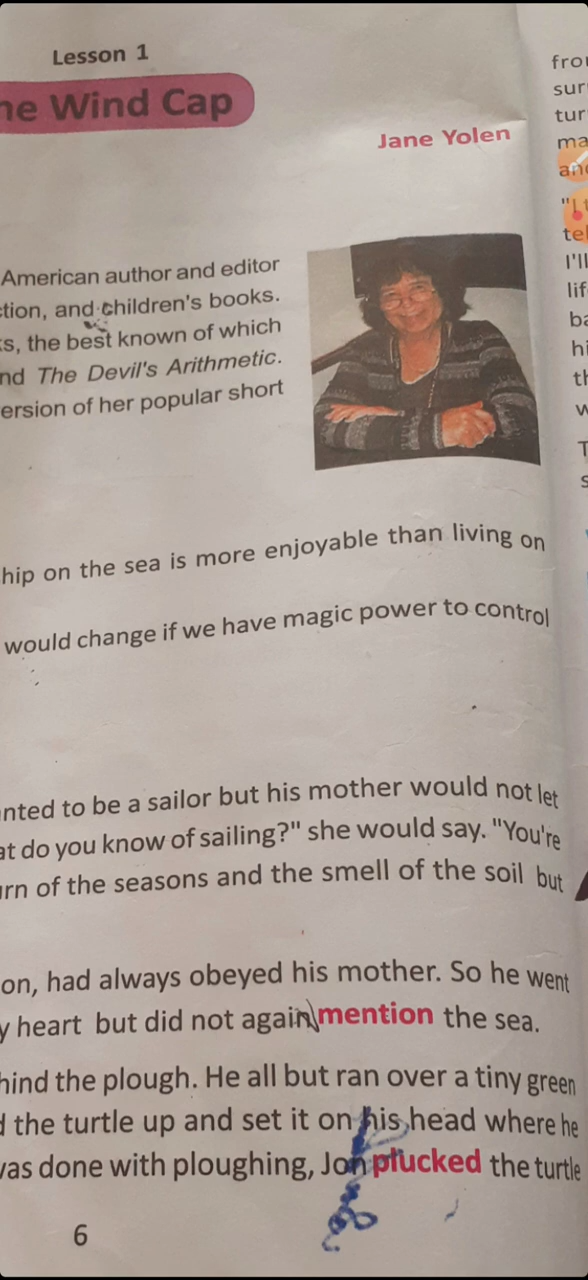 Lesson 1
he Wind Cap
Jane Yolen
American author and editor
ction, and children's books.
ks, the best known of which
nd The Devil's Arithmetic.
ersion of her popular short
hip on the sea is more enjoyable than living on
would change if we have magic power to control
nted to be a sailor but his mother would not let
at do you know of sailing?" she would say. "You're
urn of the seasons and the smell of the soil but
on, had always obeyed his mother. So he went
y heart but did not again mention the sea.
hind the plough. He all but ran over a tiny green
d the turtle up and set it on his head where he
was done with ploughing, Jon plucked the turtle
6
fro
sur
tur
ma
an
"I t
tel
I'll
lif
ba
hi
th
w
T
s